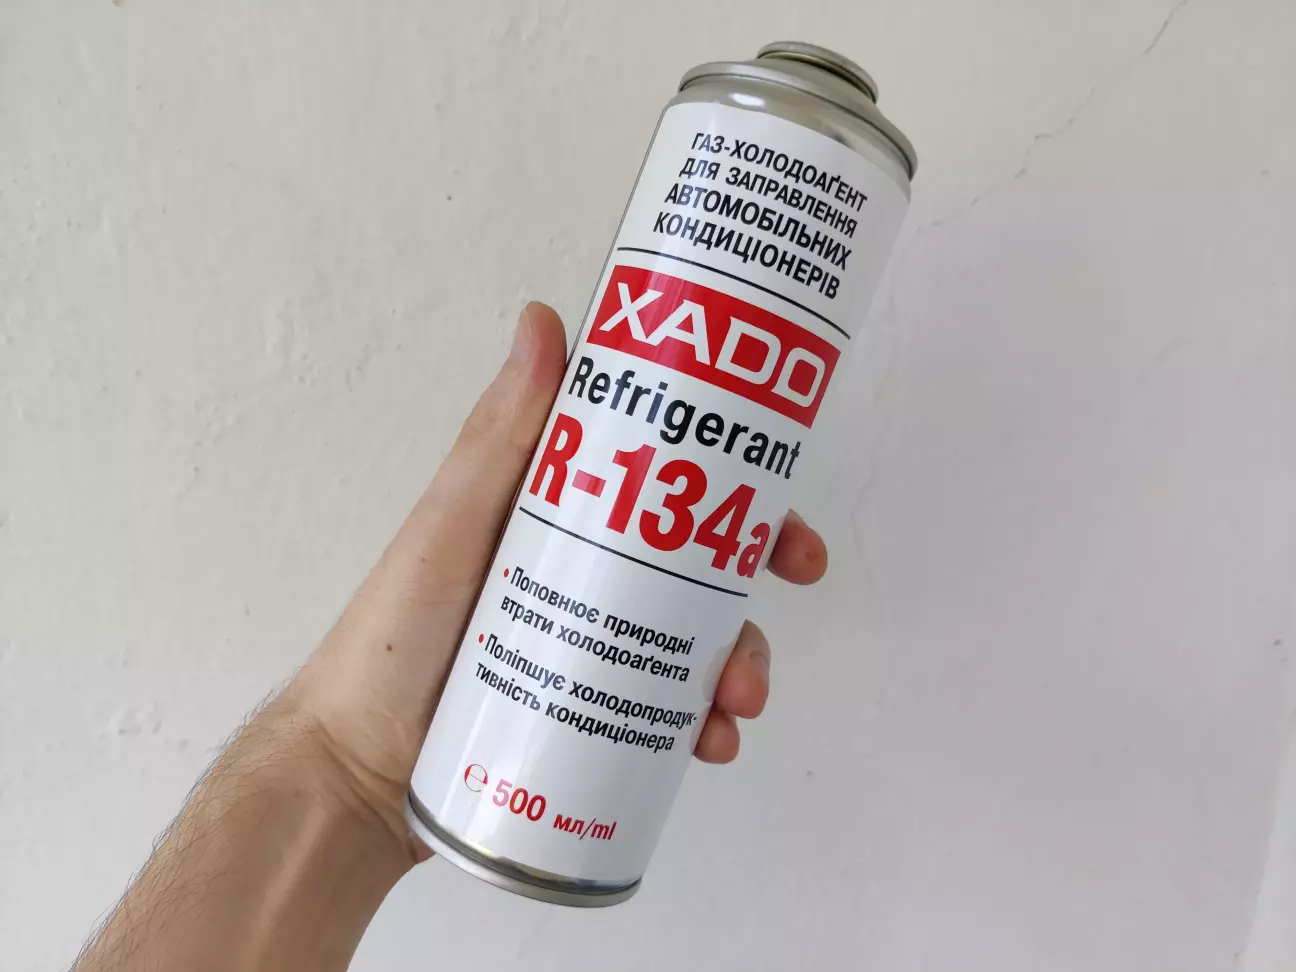 ГАЗ-ХОЛОДОАҐЕНТ
ДЛЯ ЗАПРАВЛЕННЯ
АВТОМОБІЛЬНИХ
КОНДИЦІОНЕРІВ
XADO
Refrigerant
R-134a
• Поповнює природні
втрати холодоаґента
• Поліпшує холодопродук-
тивність кондиціонера
℮ 500 мл/ml